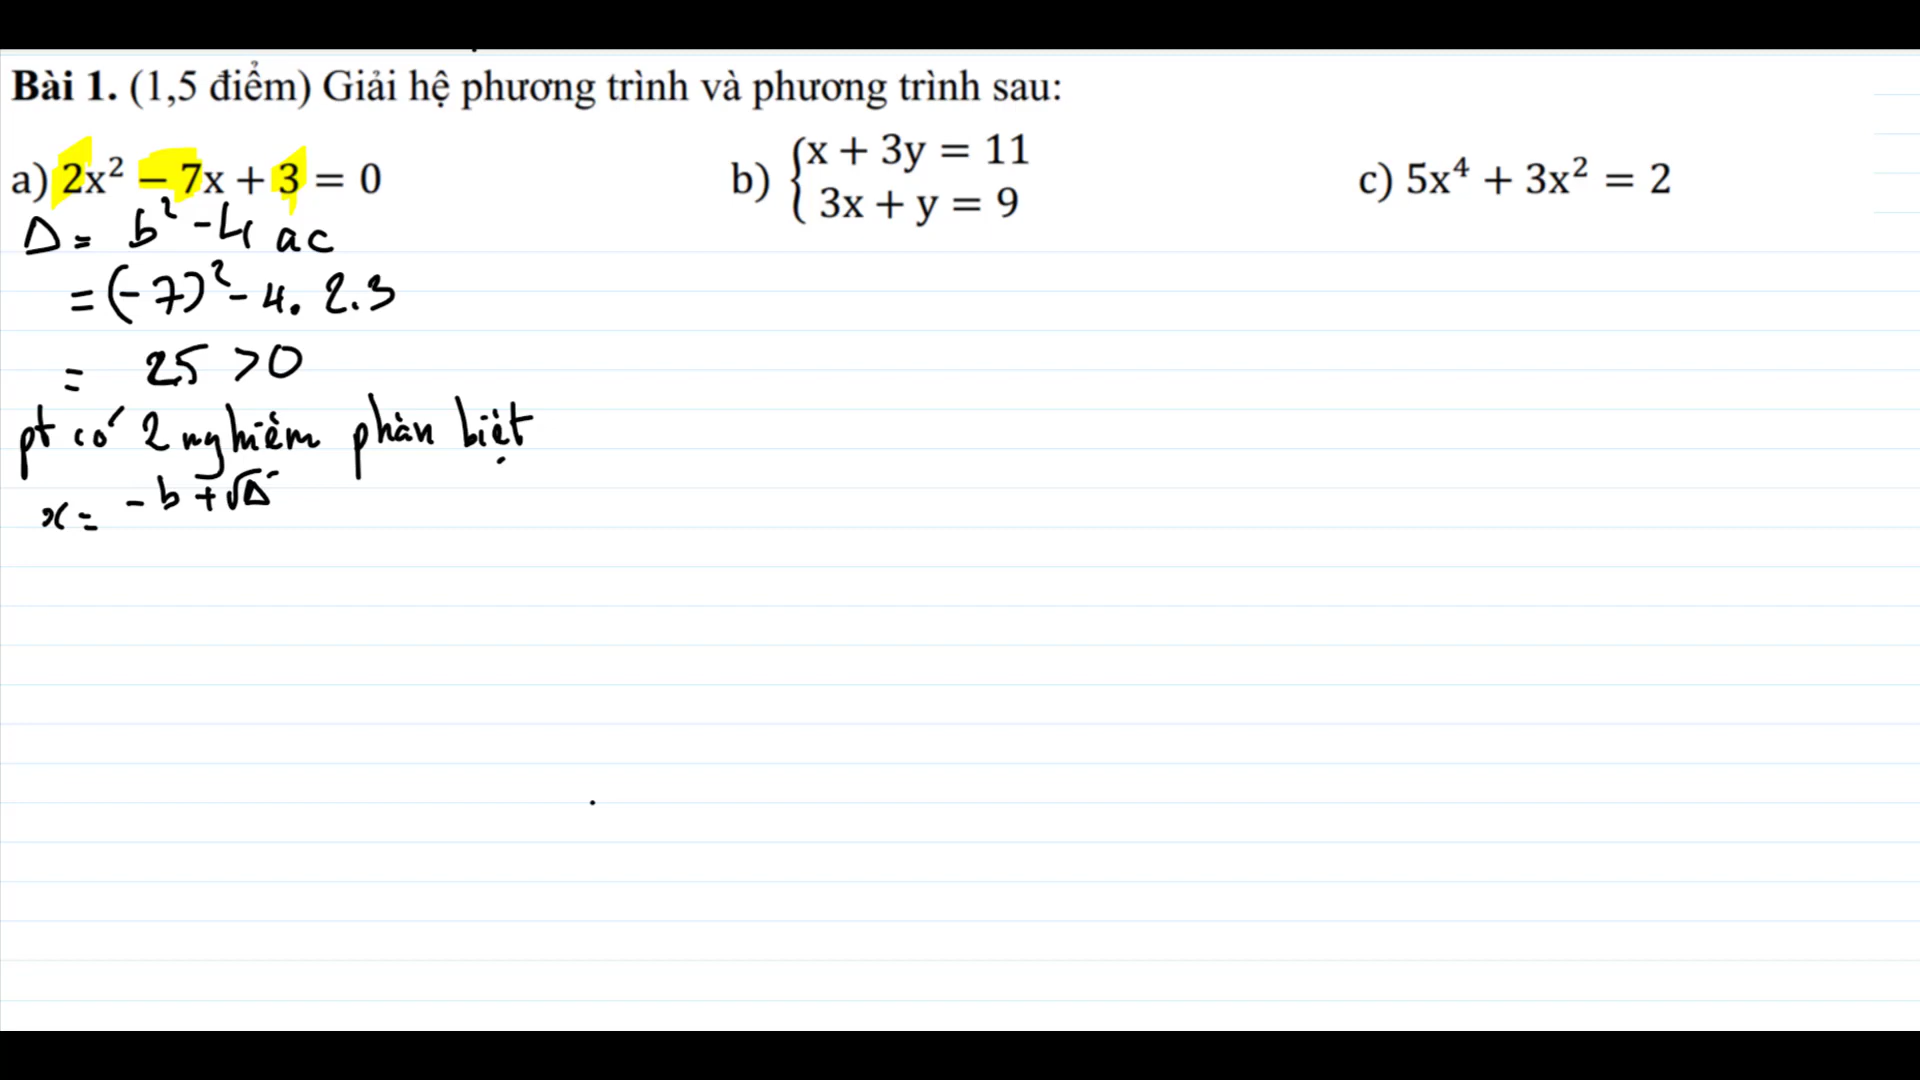 Bài 1. (1,5 điểm) Giải hệ phương trình và phương trình sau:
a) 2x² − 7x + 3 = 0
b) { x + 3y = 11
3x + y = 9
c) 5x⁴ + 3x² = 2
Δ = b² - 4ac
= (-7)² - 4. 2.3
= 25 > 0
pt có 2 nghiêm phân biệt
x = -b + √Δ